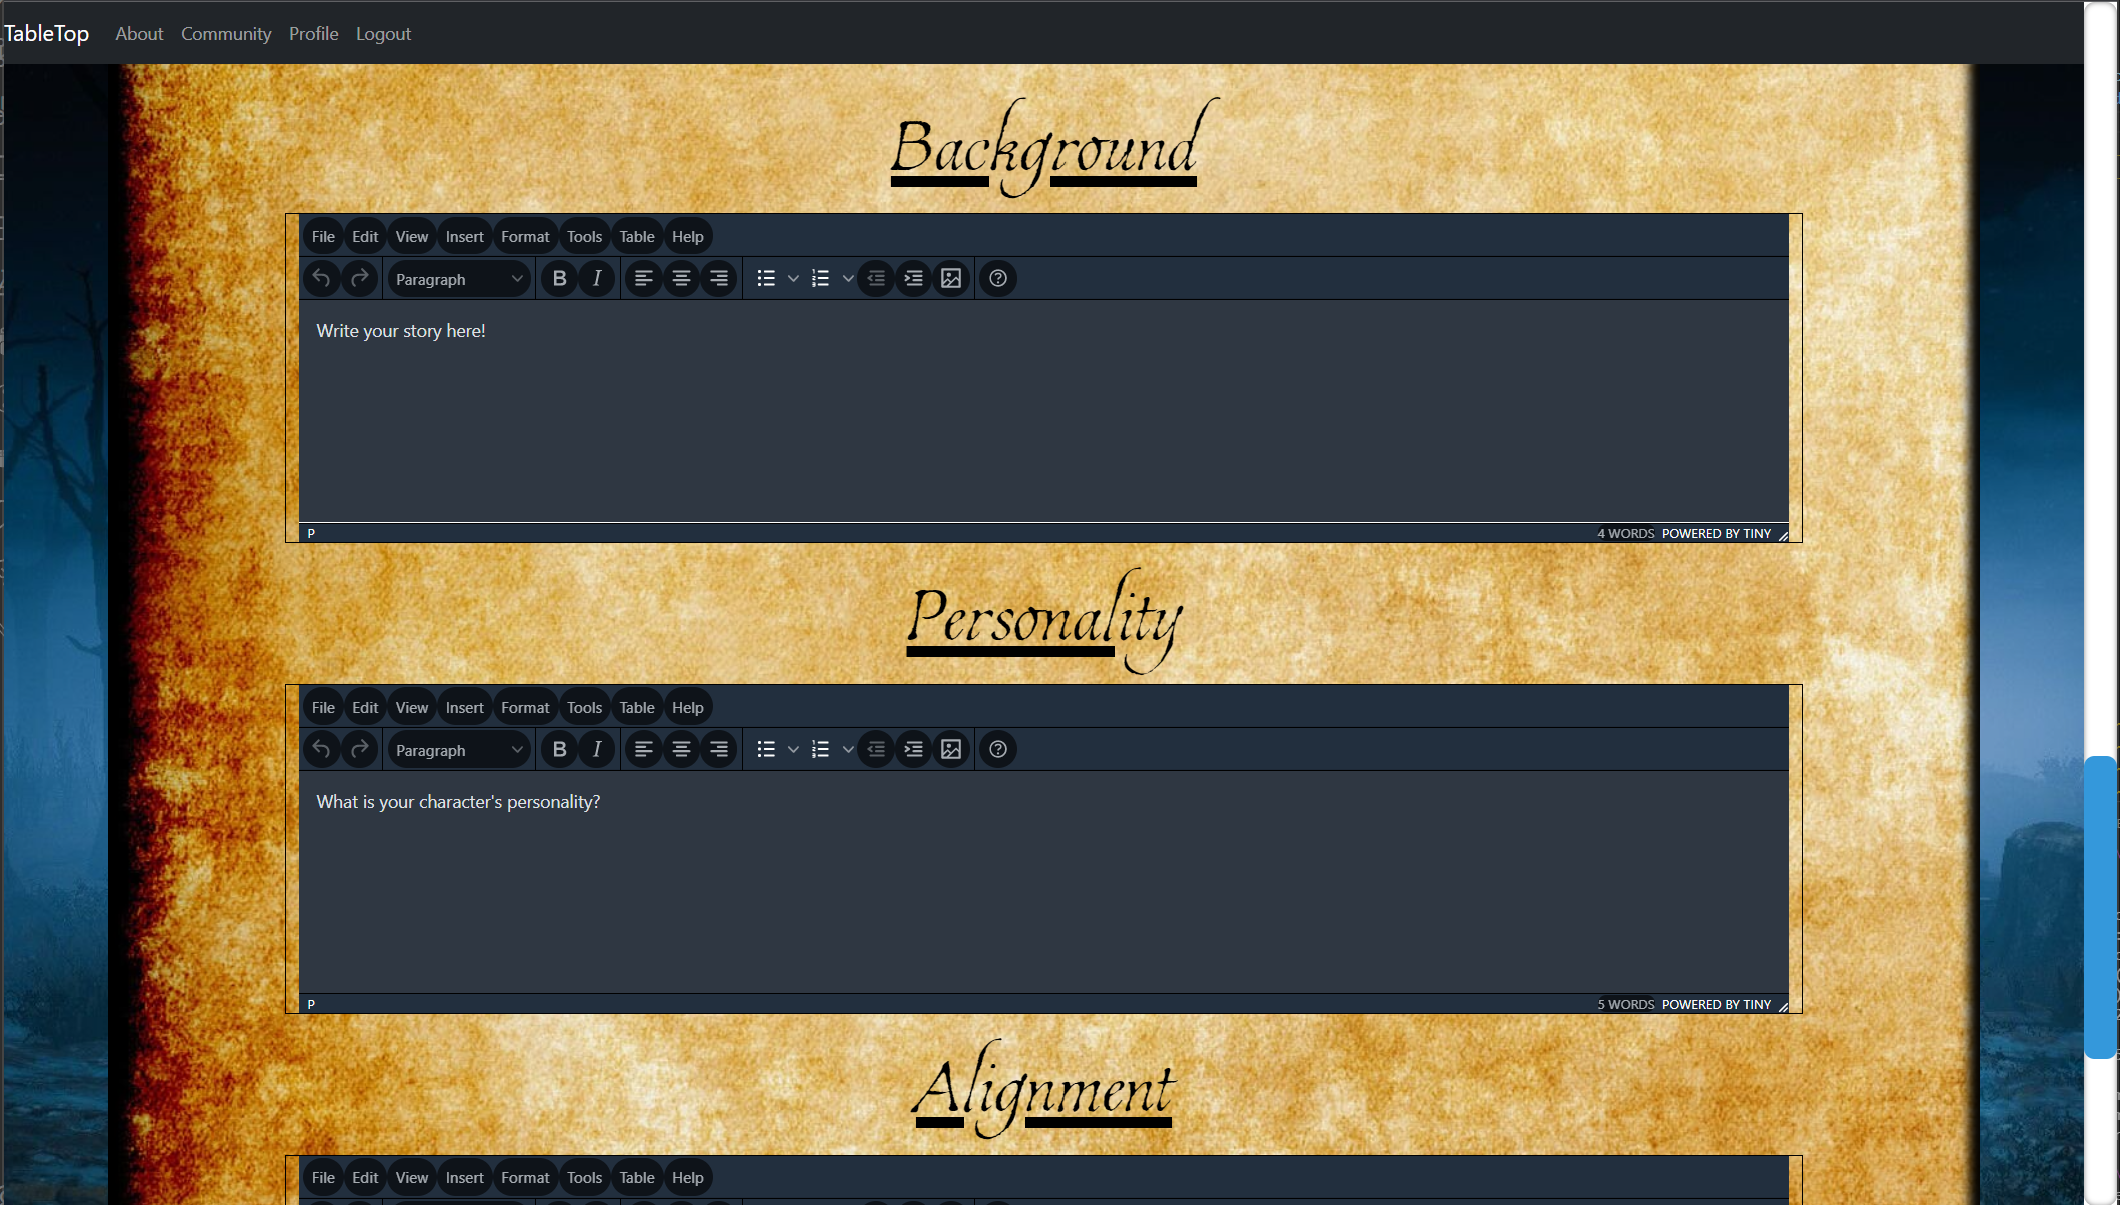 TableTop About Community Profile Logout
Background
File Edit View Insert Format Tools Table Help
Paragraph B I
Write your story here!
P 4 WORDS POWERED BY TINY
Personality
File Edit View Insert Format Tools Table Help
Paragraph B I
What is your character's personality?
P 5 WORDS POWERED BY TINY
Alignment
File Edit View Insert Format Tools Table Help